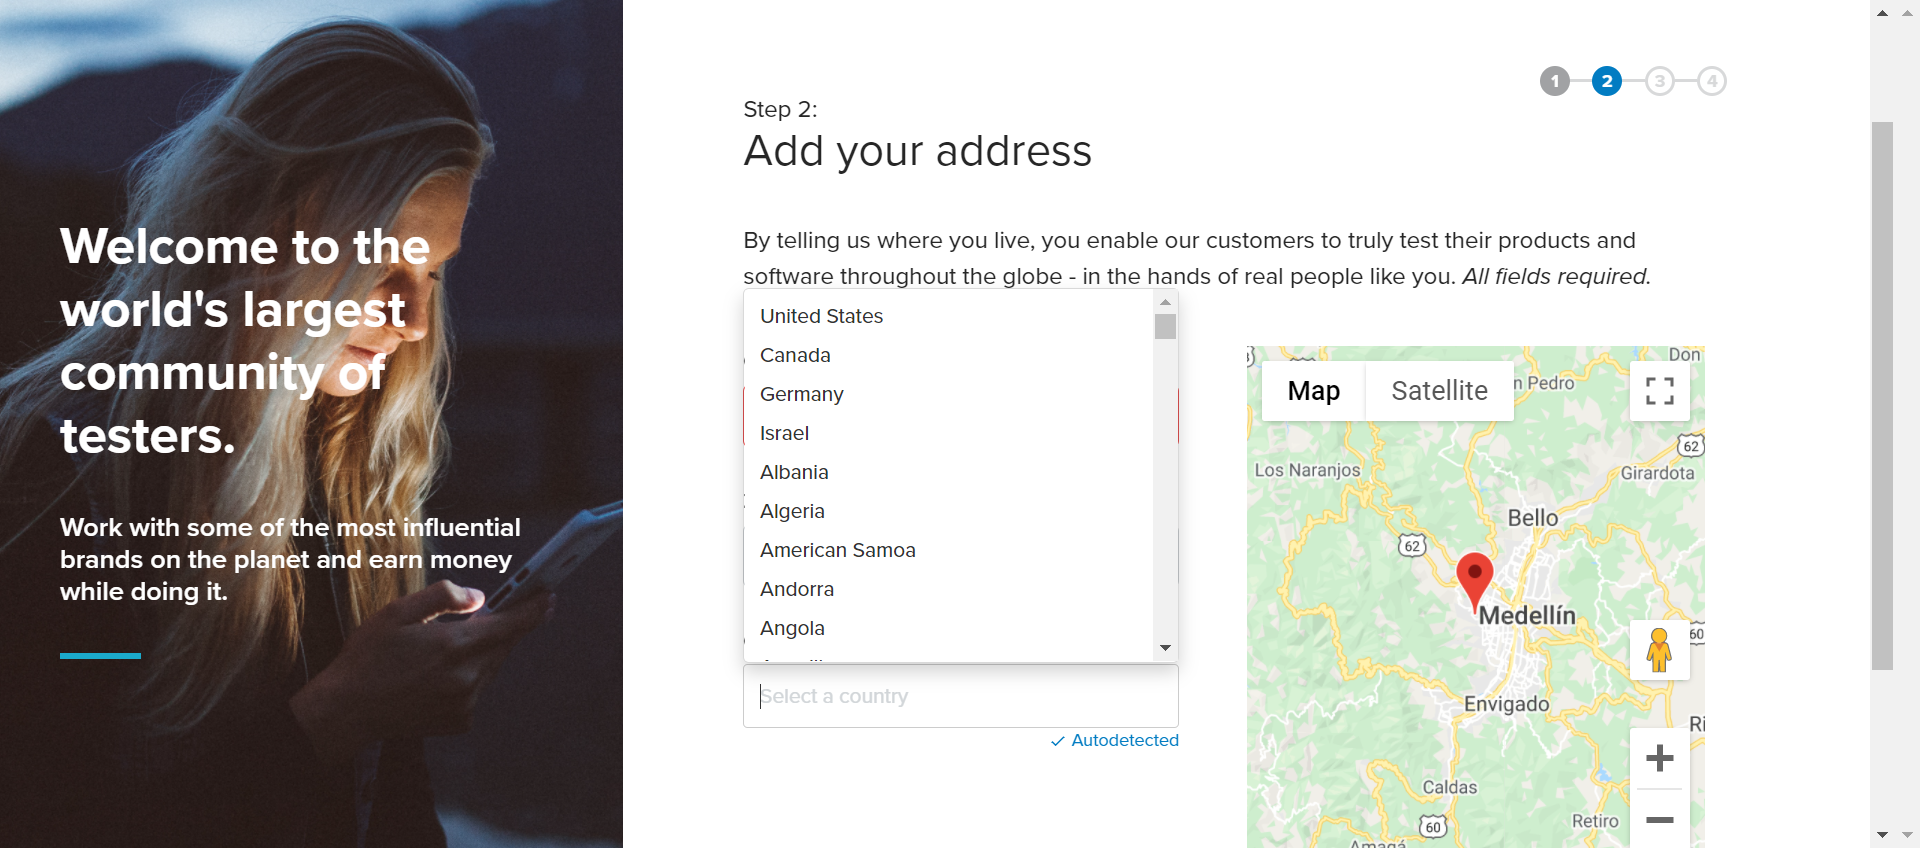 Welcome to the
world's largest
community of
testers.
Work with some of the most influential
brands on the planet and earn money
while doing it.
1
2
3
4
Step 2:
Add your address
By telling us where you live, you enable our customers to truly test their products and
software throughout the globe - in the hands of real people like you. All fields required.
United States
Canada
Germany
Israel
Albania
Algeria
American Samoa
Andorra
Angola
Select a country
Autodetected
Map
Satellite
Don
n Pedro
62
Los Naranjos
Girardota
Bello
62
Medellín
60
Envigado
Ri
Caldas
Retiro
60
Amagá